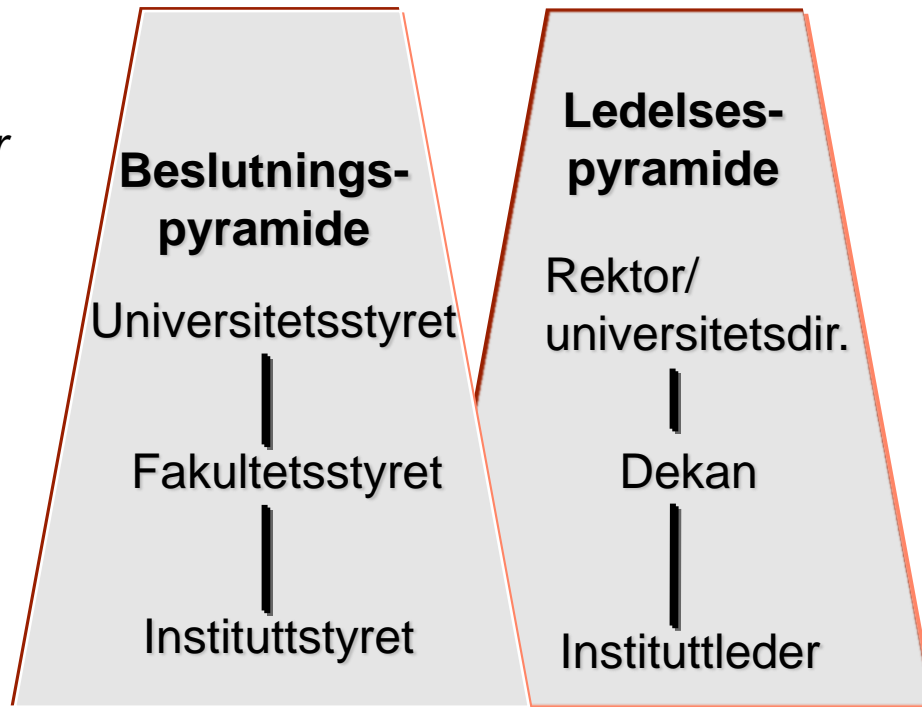 r
Beslutnings-
pyramide
Universitetsstyret
Fakultetsstyret
Instituttstyret
Ledelses-
pyramide
Rektor/
universitetsdir.
Dekan
Instituttleder